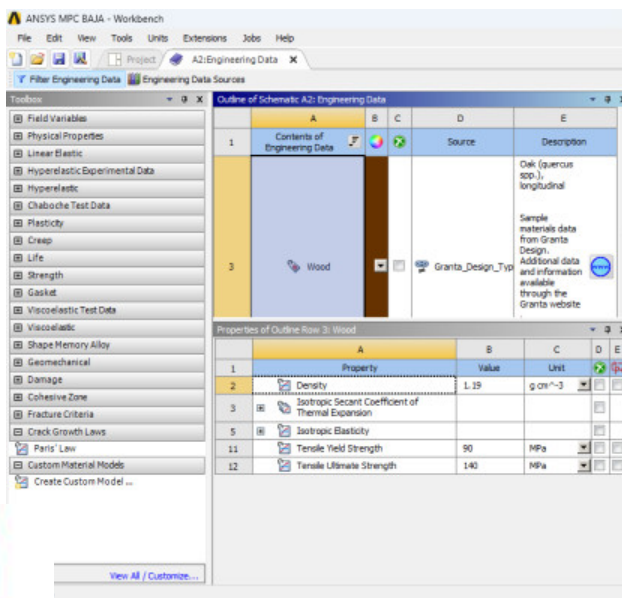 ANSYS MPC BAJA - Workbench
File Edit View Tools Units Extensions Jobs Help
Project A2:Engineering Data X
Filter Engineering Data Engineering Data Sources
Toolbox
Field Variables
Physical Properties
Linear Elastic
Hyperelastic Experimental Data
Hyperelastic
Chaboche Test Data
Plasticity
Creep
Life
Strength
Gasket
Viscoelastic Test Data
Viscoelastic
Shape Memory Alloy
Geomechanical
Damage
Cohesive Zone
Fracture Criteria
Crack Growth Laws
Paris' Law
Custom Material Models
Create Custom Model ...
View All / Customize...
Outline of Schematic A2: Engineering Data
A B C D E
1 Contents of Engineering Data Source Description
3 Wood Granta_Design_Typ
Oak (quercus
spp.),
longitudinal
Sample
materials data
from Granta
Design.
Additional data
and information
available
through the
Granta website
.
Properties of Outline Row 3: Wood
A B C D E
1 Property Value Unit
2 Density 1.19 g cm^-3
3 Isotropic Secant Coefficient of
Thermal Expansion
5 Isotropic Elasticity
11 Tensile Yield Strength 90 MPa
12 Tensile Ultimate Strength 140 MPa